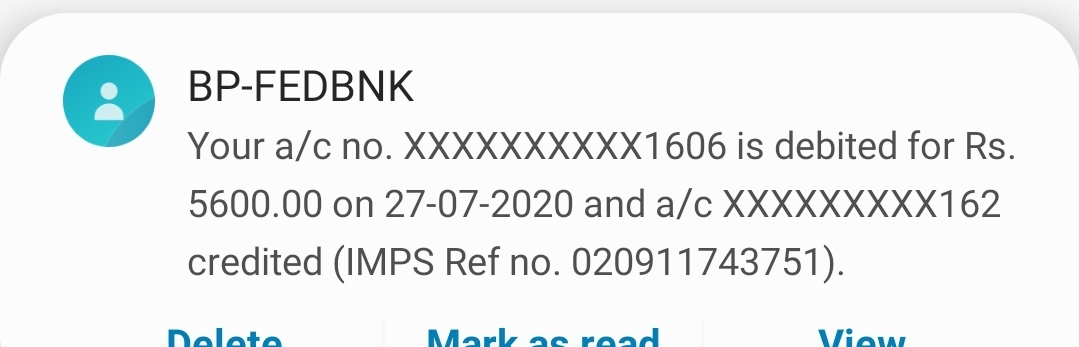 BP-FEDBNK
Your a/c no. XXXXXXXXXX1606 is debited for Rs.
5600.00 on 27-07-2020 and a/c XXXXXXXXX162
credited (IMPS Ref no. 020911743751).
Delete Mark as read View